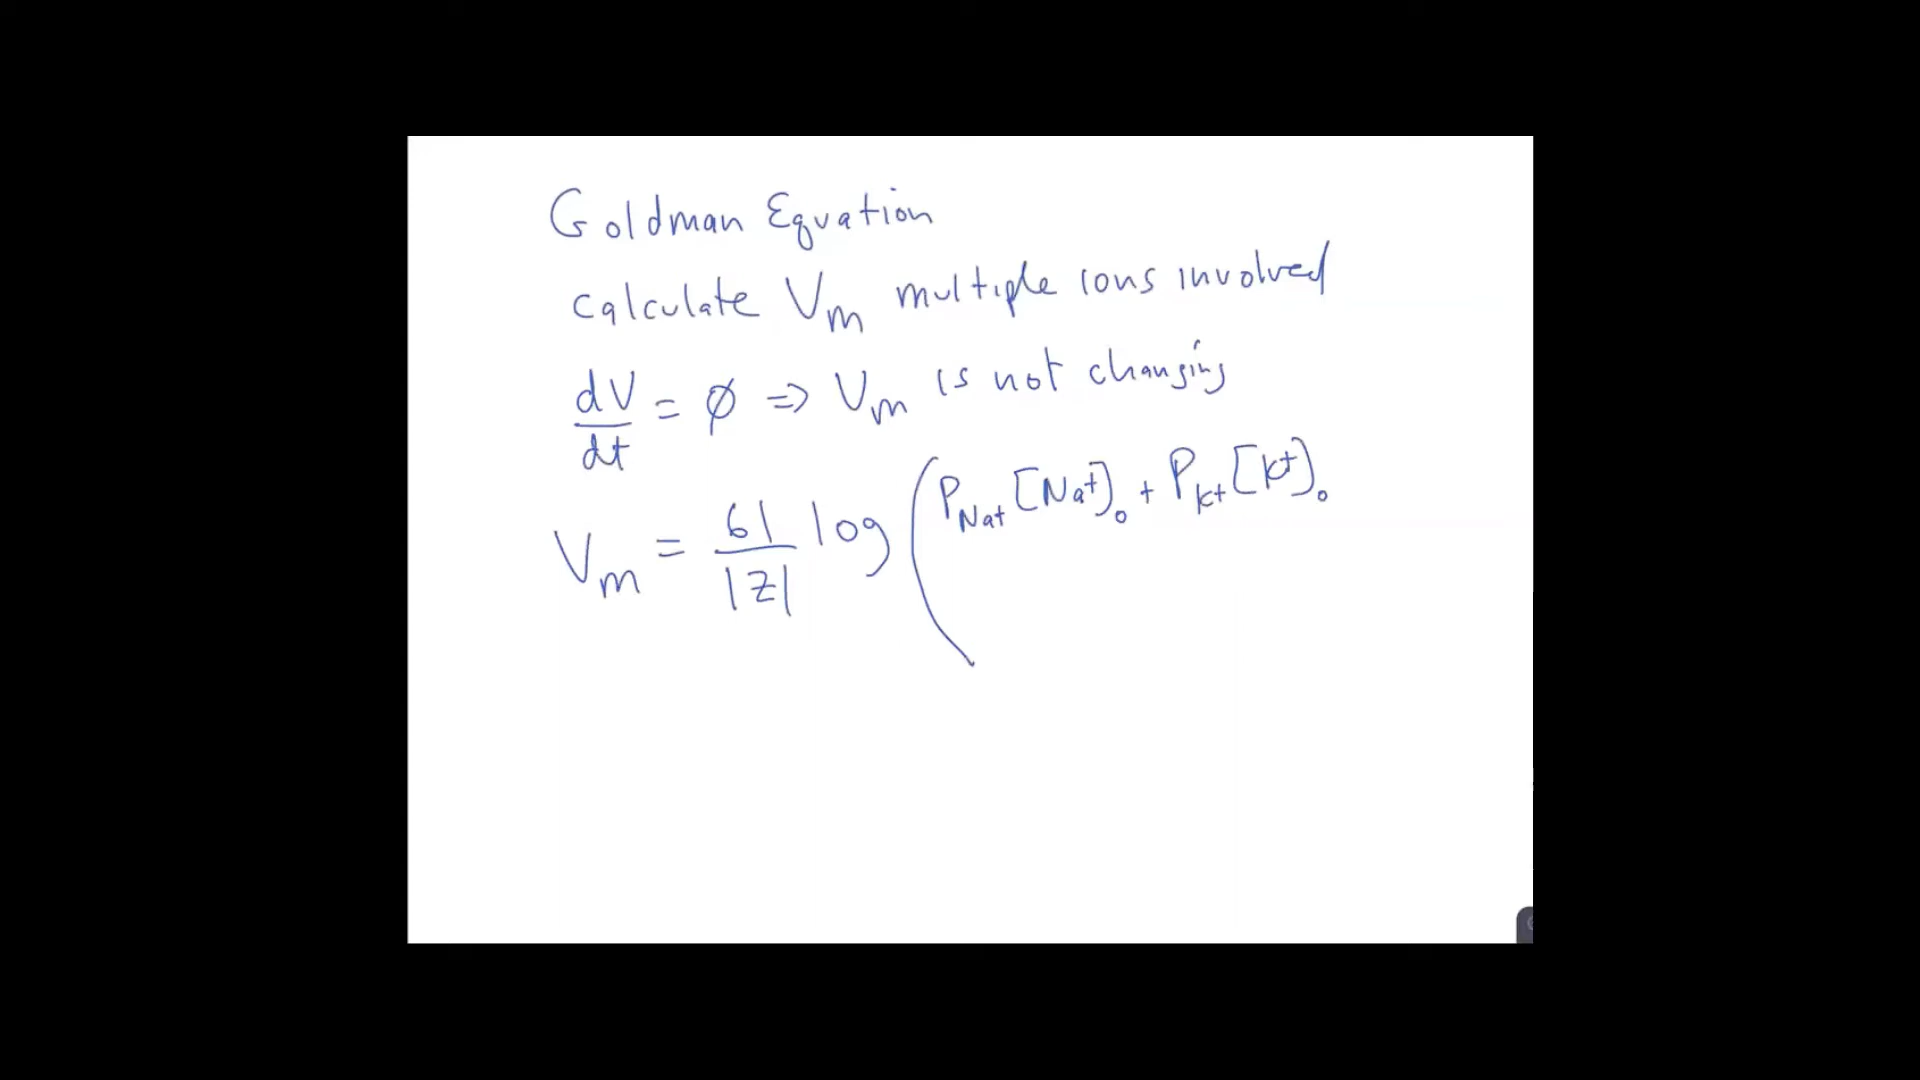 Goldman Equation
calculate Vm multiple ions involved
dV/dt = ∅ => Vm is not changing
Vm = 61/|z| log ( PNa+ [Na+]o + PK+ [K+]o